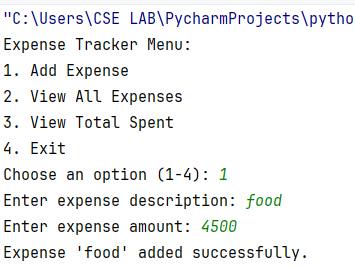 "C:\Users\CSE LAB\PycharmProjects\pytho
Expense Tracker Menu:
1. Add Expense
2. View All Expenses
3. View Total Spent
4. Exit
Choose an option (1-4): 1
Enter expense description: food
Enter expense amount: 4500
Expense 'food' added successfully.